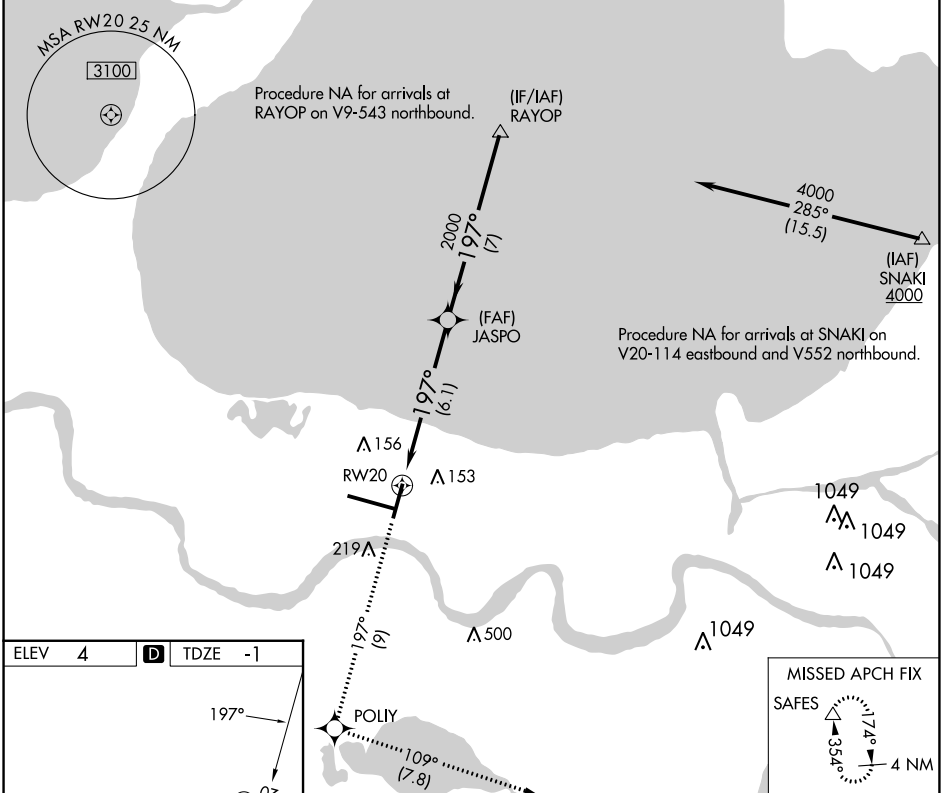 MSA RW20 25 NM
3100
Procedure NA for arrivals at
RAYOP on V9-543 northbound.
(IF/IAF)
RAYOP
2000
197°
(7)
4000
285°
(15.5)
(IAF)
SNAKI
4000
(FAF)
JASPO
Procedure NA for arrivals at SNAKI on
V20-114 eastbound and V552 northbound.
197°
(6.1)
156
153
RW20
1049
1049
1049
219
197°
(9)
500
1049
ELEV 4 D TDZE -1
197°
POLIY
109°
(7.8)
MISSED APCH FIX
SAFES
174°
354°
4 NM